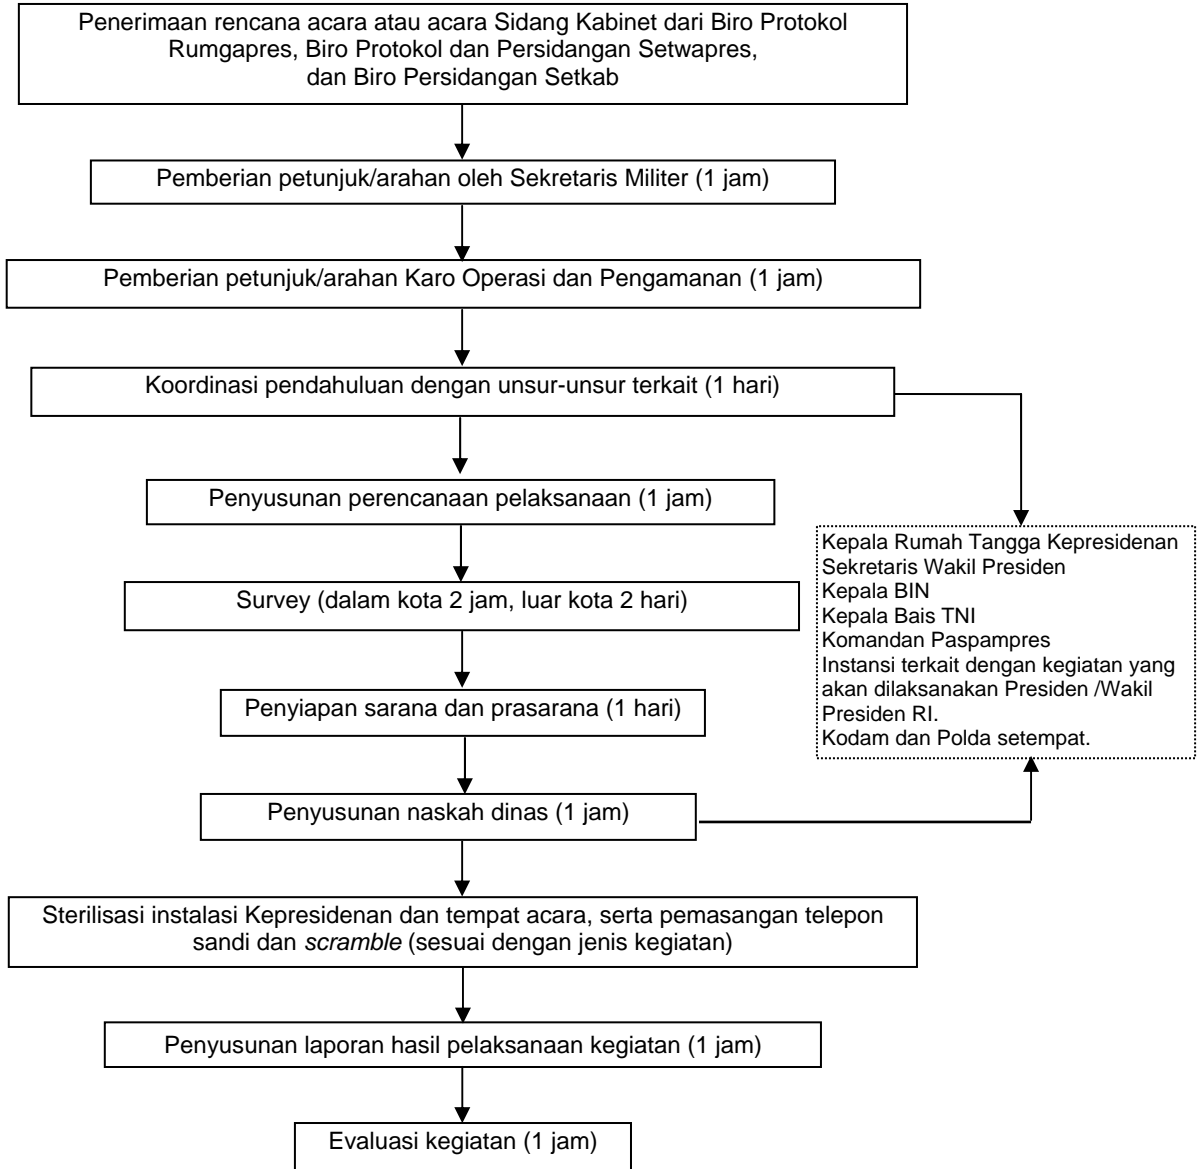 Penerimaan rencana acara atau acara Sidang Kabinet dari Biro Protokol
Rumgapres, Biro Protokol dan Persidangan Setwapres,
dan Biro Persidangan Setkab
Pemberian petunjuk/arahan oleh Sekretaris Militer (1 jam)
Pemberian petunjuk/arahan Karo Operasi dan Pengamanan (1 jam)
Koordinasi pendahuluan dengan unsur-unsur terkait (1 hari)
Penyusunan perencanaan pelaksanaan (1 jam)
Survey (dalam kota 2 jam, luar kota 2 hari)
Penyiapan sarana dan prasarana (1 hari)
Penyusunan naskah dinas (1 jam)
Kepala Rumah Tangga Kepresidenan
Sekretaris Wakil Presiden
Kepala BIN
Kepala Bais TNI
Komandan Paspampres
Instansi terkait dengan kegiatan yang
akan dilaksanakan Presiden /Wakil
Presiden RI.
Kodam dan Polda setempat.
Sterilisasi instalasi Kepresidenan dan tempat acara, serta pemasangan telepon
sandi dan scramble (sesuai dengan jenis kegiatan)
Penyusunan laporan hasil pelaksanaan kegiatan (1 jam)
Evaluasi kegiatan (1 jam)